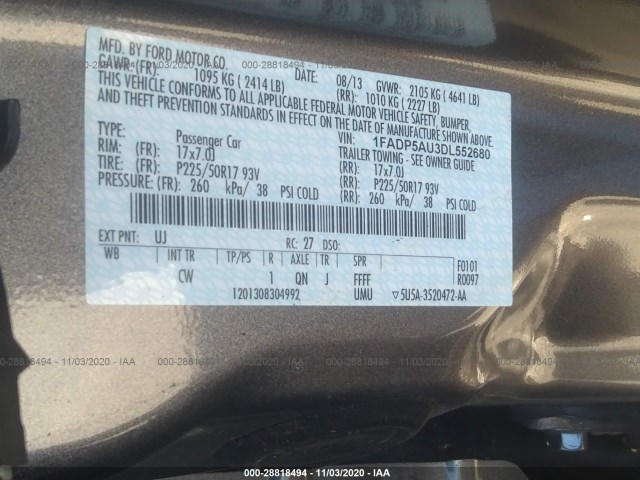 MFD. BY FORD MOTOR CO.
DATE: 08/13 GVWR: 2105 KG ( 4641 LB)
GAWR: (FR): 1095 KG ( 2414 LB) (RR): 1010 KG ( 2227 LB)
THIS VEHICLE CONFORMS TO ALL APPLICABLE FEDERAL MOTOR VEHICLE SAFETY, BUMPER,
AND THEFT PREVENTION STANDARDS IN EFFECT ON THE DATE OF MANUFACTURE SHOWN ABOVE.
VIN: 1FADP5AU3DL552680
TYPE: Passenger Car TRAILER TOWING - SEE OWNER GUIDE
RIM: (FR): 17x7.0J (RR): 17x7.0J
TIRE: (FR): P225/50R17 93V (RR): P225/50R17 93V
PRESSURE: (FR): 260 kPa/ 38 PSI COLD (RR): 260 kPa/ 38 PSI COLD
EXT PNT: UJ RC: 27 DSO:
WB INT TR TP/PS R AXLE TR SPR F0101
CW 1 QN J FFFF R0097
1201308304992 UMU ▽5U5A-3520472-AA
000-28818494 - 11/03/2020 - IAA